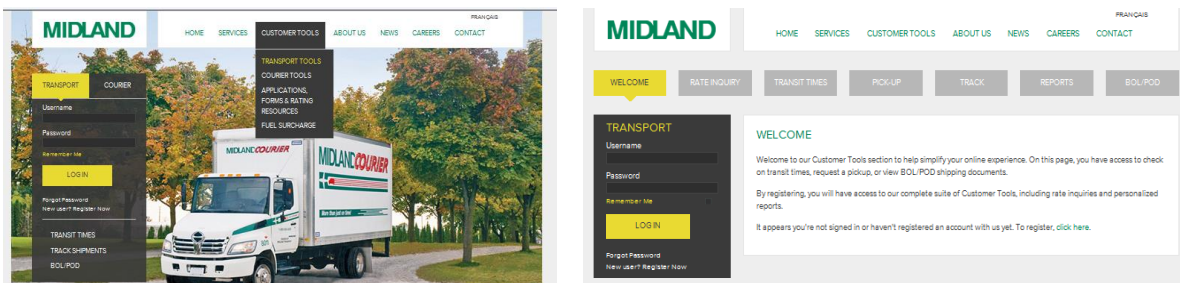 FRANÇAIS
MIDLAND
HOME SERVICES CUSTOMER TOOLS ABOUT US NEWS CAREERS CONTACT
TRANSPORT TOOLS
COURIER TOOLS
APPLICATIONS,
FORMS & RATING
RESOURCES
FUEL SURCHARGE
TRANSPORT COURIER
Username
Password
Remember Me
LOG IN
Forgot Password
New user? Register Now
TRANSIT TIMES
TRACK SHIPMENTS
BOL/POD
MIDLAND COURIER
MIDLAND COURIER
More than just on time!
FRANÇAIS
MIDLAND
HOME SERVICES CUSTOMER TOOLS ABOUT US NEWS CAREERS CONTACT
WELCOME RATE INQUIRY TRANSIT TIMES PICK-UP TRACK REPORTS BOL/POD
TRANSPORT
Username
Password
Remember Me
LOG IN
Forgot Password
New user? Register Now
WELCOME
Welcome to our Customer Tools section to help simplify your online experience. On this page, you have access to check
on transit times, request a pickup, or view BOL/POD shipping documents.
By registering, you will have access to our complete suite of Customer Tools, including rate inquiries and personalized
reports.
It appears you're not signed in or haven't registered an account with us yet. To register, click here.